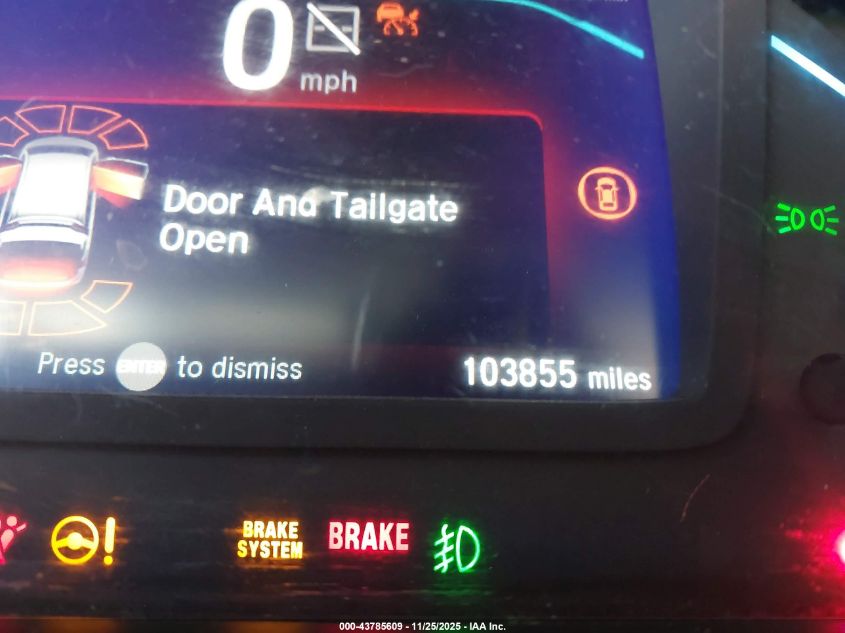 0
mph
Door And Tailgate
Open
Press ENTER to dismiss
103855 miles
BRAKE
SYSTEM
BRAKE
000-43785609 - 11/25/2025 - IAA Inc.